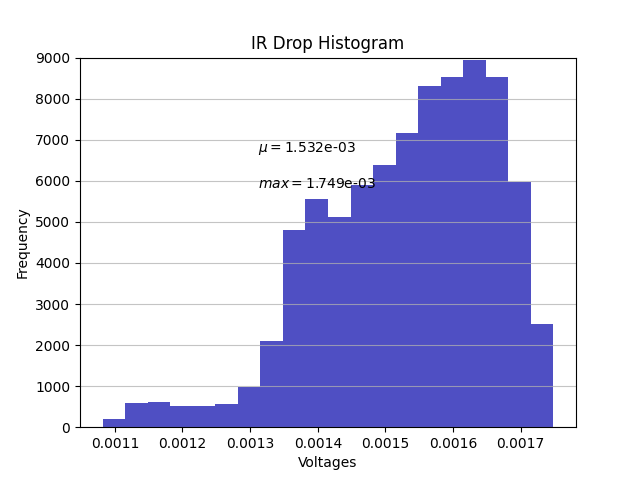 IR Drop Histogram
9000
8000
7000
6000
5000
4000
3000
2000
1000
0
Frequency
μ = 1.532e-03
max = 1.749e-03
0.0011 0.0012 0.0013 0.0014 0.0015 0.0016 0.0017
Voltages